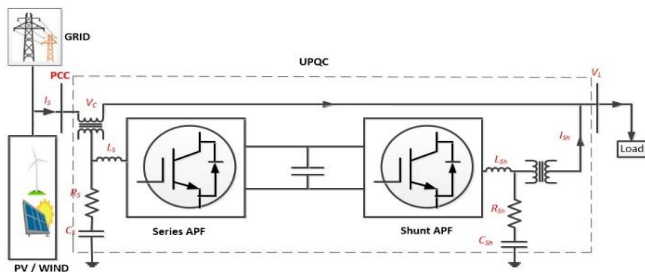 GRID
UPQC
PCC
V_L
I_S
V_C
L_S
L_Sh
I_Sh
Load
R_S
R_Sh
C_S
C_Sh
Series APF
Shunt APF
PV / WIND